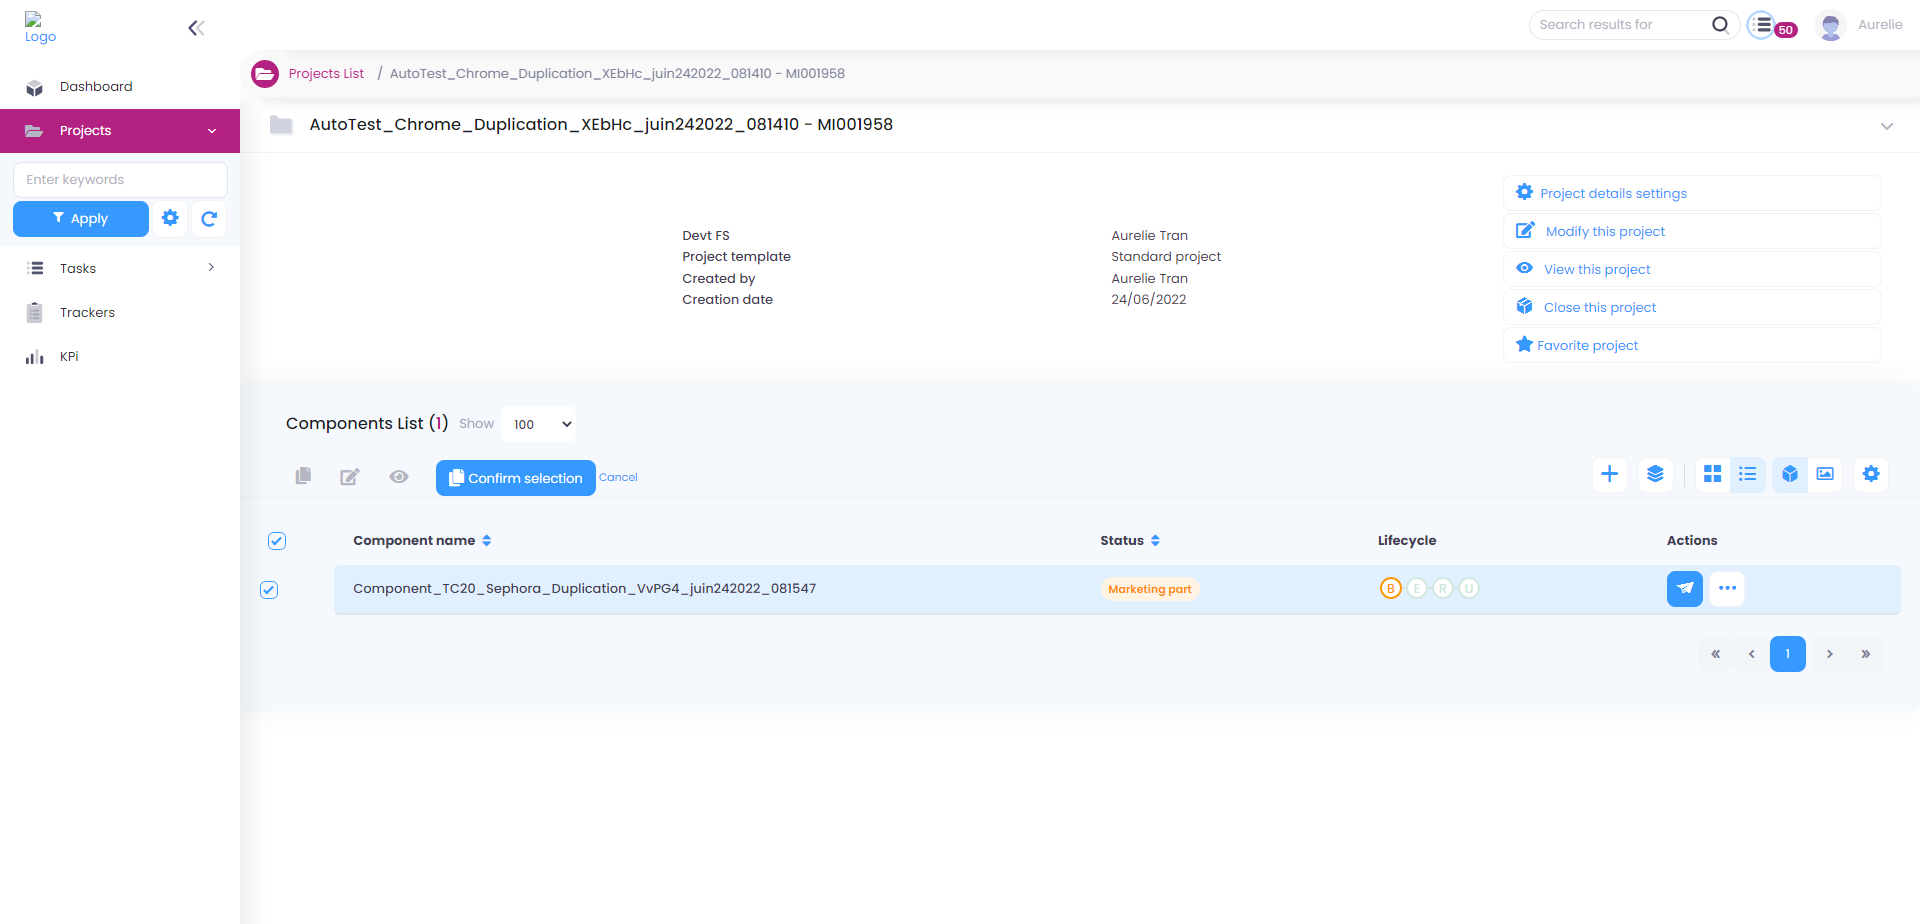 Logo
Search results for
50
Aurelie
Dashboard
Projects
Enter keywords
Apply
Tasks
Trackers
KPi
Projects List / AutoTest_Chrome_Duplication_XEbHc_juin242022_081410 - MI001958
AutoTest_Chrome_Duplication_XEbHc_juin242022_081410 - MI001958
Devt FS Aurelie Tran
Project template Standard project
Created by Aurelie Tran
Creation date 24/06/2022
Project details settings
Modify this project
View this project
Close this project
Favorite project
Components List (1) Show 100
Confirm selection Cancel
Component name Status Lifecycle Actions
Component_TC20_Sephora_Duplication_VvPG4_juin242022_081547 Marketing part B E R U
« ‹ 1 › »